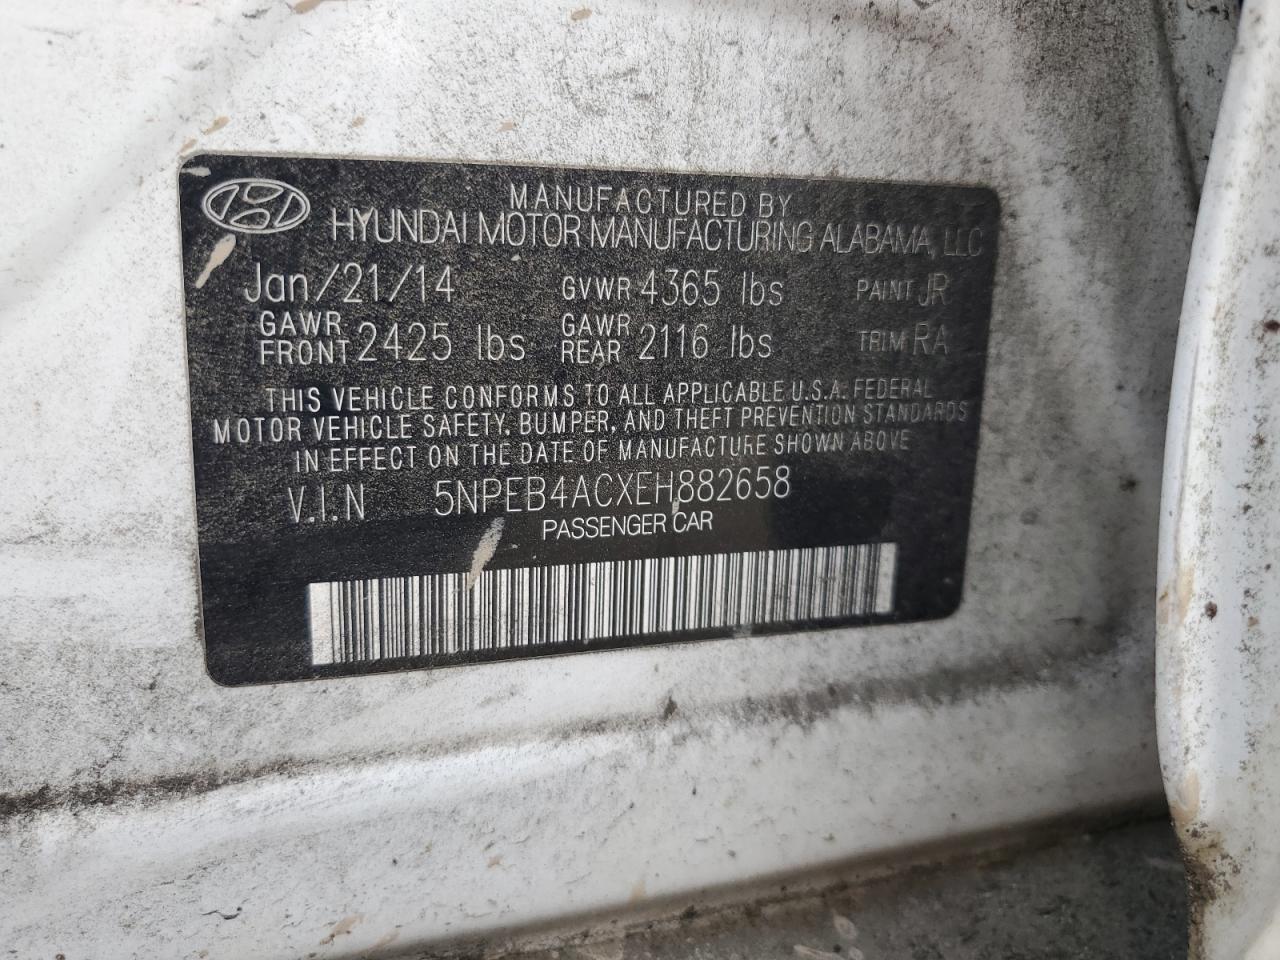 MANUFACTURED BY
HYUNDAI MOTOR MANUFACTURING ALABAMA, LLC
Jan/21/14 GVWR 4365 lbs PAINT JR
GAWR FRONT 2425 lbs GAWR REAR 2116 lbs TRIM RA
THIS VEHICLE CONFORMS TO ALL APPLICABLE U.S.A. FEDERAL
MOTOR VEHICLE SAFETY, BUMPER, AND THEFT PREVENTION STANDARDS
IN EFFECT ON THE DATE OF MANUFACTURE SHOWN ABOVE
V.I.N 5NPEB4ACXEH882658
PASSENGER CAR